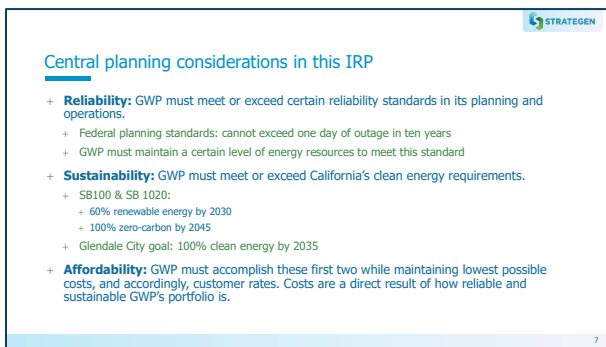 STRATEGEN
Central planning considerations in this IRP
+ Reliability: GWP must meet or exceed certain reliability standards in its planning and
operations.
+ Federal planning standards: cannot exceed one day of outage in ten years
+ GWP must maintain a certain level of energy resources to meet this standard
+ Sustainability: GWP must meet or exceed California’s clean energy requirements.
+ SB100 & SB 1020:
+ 60% renewable energy by 2030
+ 100% zero-carbon by 2045
+ Glendale City goal: 100% clean energy by 2035
+ Affordability: GWP must accomplish these first two while maintaining lowest possible
costs, and accordingly, customer rates. Costs are a direct result of how reliable and
sustainable GWP’s portfolio is.
7